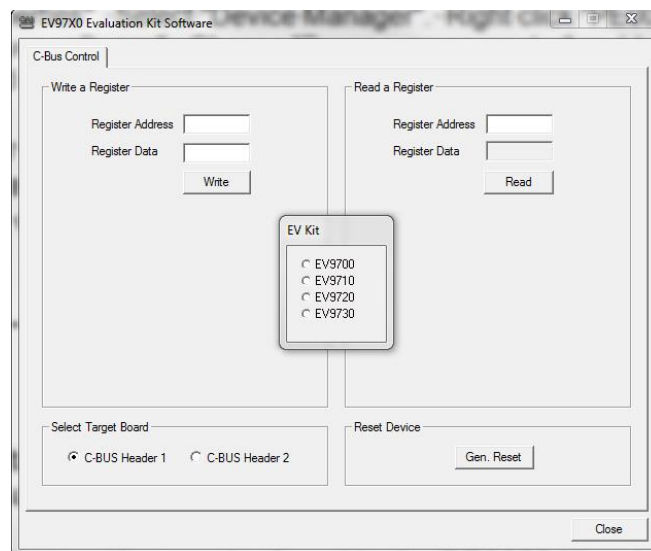 EV97X0 Evaluation Kit Software
C-Bus Control
Write a Register
Register Address
Register Data
Write
Read a Register
Register Address
Register Data
Read
EV Kit
EV9700
EV9710
EV9720
EV9730
Select Target Board
C-BUS Header 1
C-BUS Header 2
Reset Device
Gen. Reset
Close